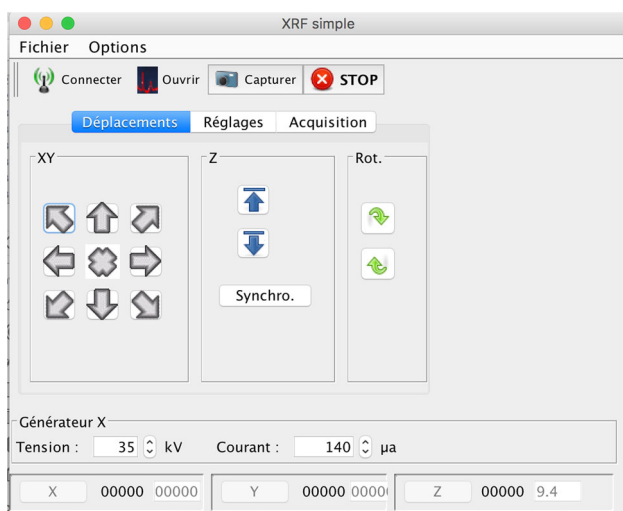 XRF simple
Fichier Options
Connecter Ouvrir Capturer STOP
Déplacements Réglages Acquisition
XY Z Rot.
Synchro.
Générateur X
Tension : 35 kV Courant : 140 µa
X 00000 00000 Y 00000 0000 Z 00000 9.4